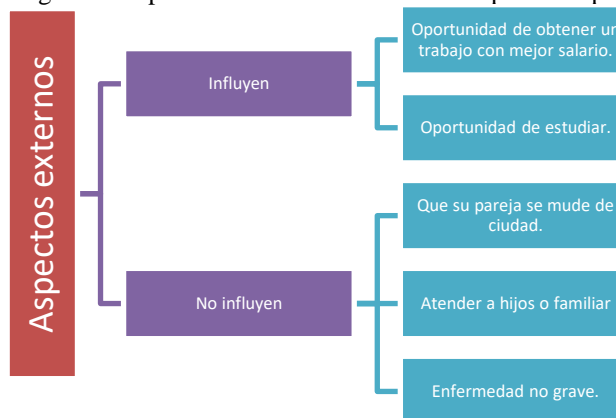 Aspectos externos
Influyen
Oportunidad de obtener un
trabajo con mejor salario.
Oportunidad de estudiar.
No influyen
Que su pareja se mude de
ciudad.
Atender a hijos o familiar
Enfermedad no grave.